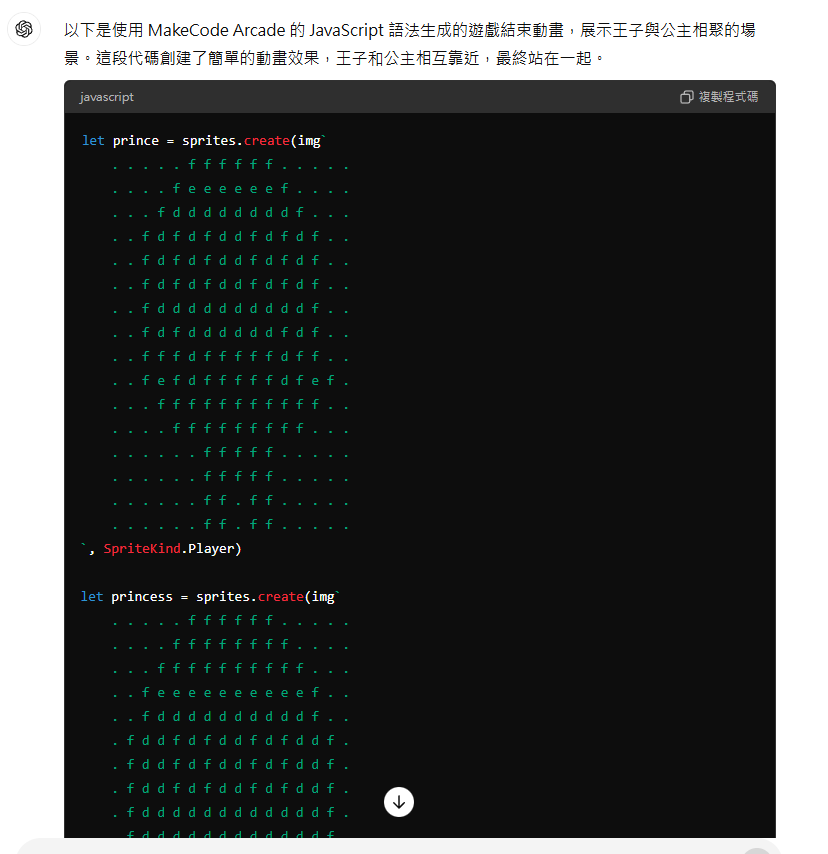 以下是使用 MakeCode Arcade 的 JavaScript 語法生成的遊戲結束動畫，展示王子與公主相聚的場
景。這段代碼創建了簡單的動畫效果，王子和公主相互靠近，最終站在一起。
javascript
複製程式碼
let prince = sprites.create(img`
. . . . . f f f f f f . . . . .
. . . . f e e e e e e f . . . .
. . . f d d d d d d d d f . . .
. . f d f d f d d f d f d f . .
. . f d f d f d d f d f d f . .
. . f d f d f d d f d f d f . .
. . f d d d d d d d d d d f . .
. . f d f d d d d d d f d f . .
. . f f f d f f f f f d f f . .
. . f e f d f f f f f d f e f .
. . . f f f f f f f f f f f . .
. . . . f f f f f f f f f . . .
. . . . . . f f f f f . . . . .
. . . . . . f f f f f . . . . .
. . . . . . f f . f f . . . . .
. . . . . . f f . f f . . . . .
`, SpriteKind.Player)
let princess = sprites.create(img`
. . . . . f f f f f f . . . . .
. . . . f f f f f f f f . . . .
. . . f f f f f f f f f f . . .
. . f e e e e e e e e e e f . .
. . f d d d d d d d d d d f . .
. f d d f d f d d f d f d d f .
. f d d f d f d d f d f d d f .
. f d d f d f d d f d f d d f .
. f d d d d d d d d d d d d f .
. f d d d d d d d d d d d f